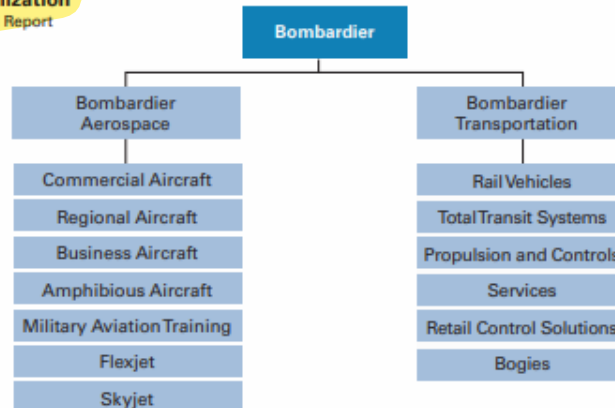 Report
Bombardier
Bombardier
Aerospace
Commercial Aircraft
Regional Aircraft
Business Aircraft
Amphibious Aircraft
Military Aviation Training
Flexjet
Skyjet
Bombardier
Transportation
Rail Vehicles
Total Transit Systems
Propulsion and Controls
Services
Retail Control Solutions
Bogies